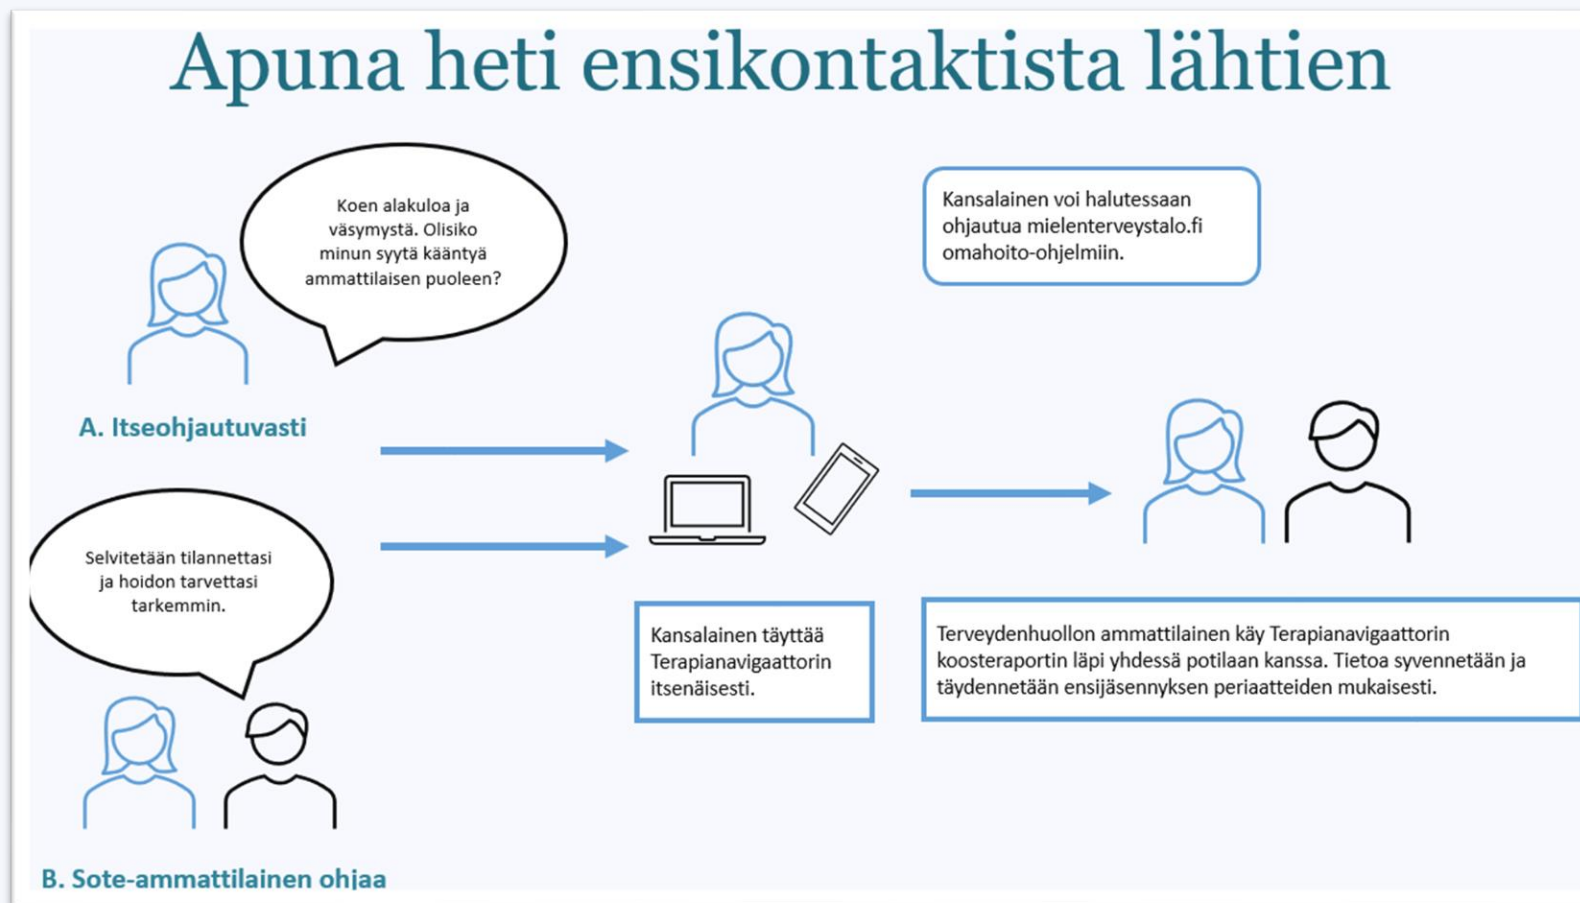 Apuna heti ensikontaktista lähtien
Koen alakuloa ja
väsymystä. Olisiko
minun syytä kääntyä
ammattilaisen puoleen?
A. Itseohjautuvasti
Selvitetään tilannettasi
ja hoidon tarvettasi
tarkemmin.
B. Sote-ammattilainen ohjaa
Kansalainen täyttää
Terapianavigaattorin
itsenäisesti.
Kansalainen voi halutessaan
ohjautua mielenterveystalo.fi
omahoito-ohjelmiin.
Terveydenhuollon ammattilainen käy Terapianavigaattorin
koosteraportin läpi yhdessä potilaan kanssa. Tietoa syvennetään ja
täydennetään ensijäsennyksen periaatteiden mukaisesti.